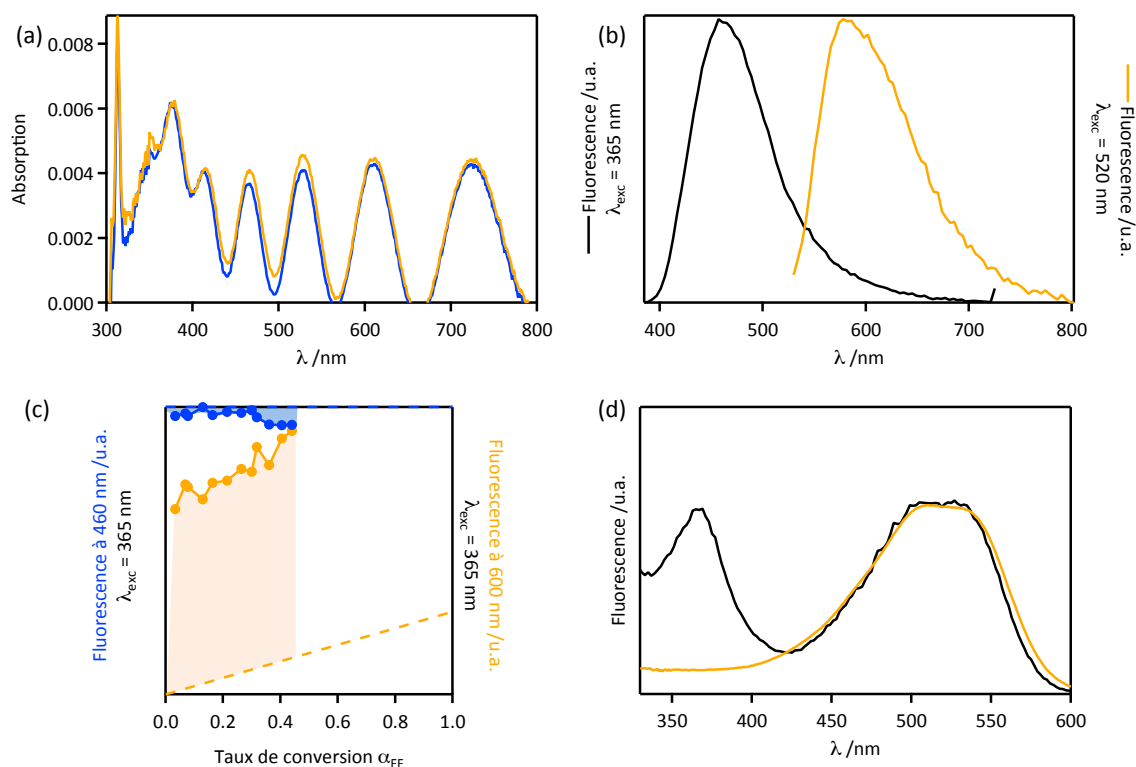 (a)
0.008
0.006
0.004
0.002
0.000
Absorption
300 400 500 600 700 800
λ /nm
(b)
Fluorescence /u.a.
λexc = 365 nm
Fluorescence /u.a.
λexc = 520 nm
400 500 600 700 800
λ /nm
(c)
Fluorescence à 460 nm /u.a.
λexc = 365 nm
λexc = 365 nm
Fluorescence à 600 nm /u.a.
0.0 0.2 0.4 0.6 0.8 1.0
Taux de conversion αFF
(d)
Fluorescence /u.a.
350 400 450 500 550 600
λ /nm